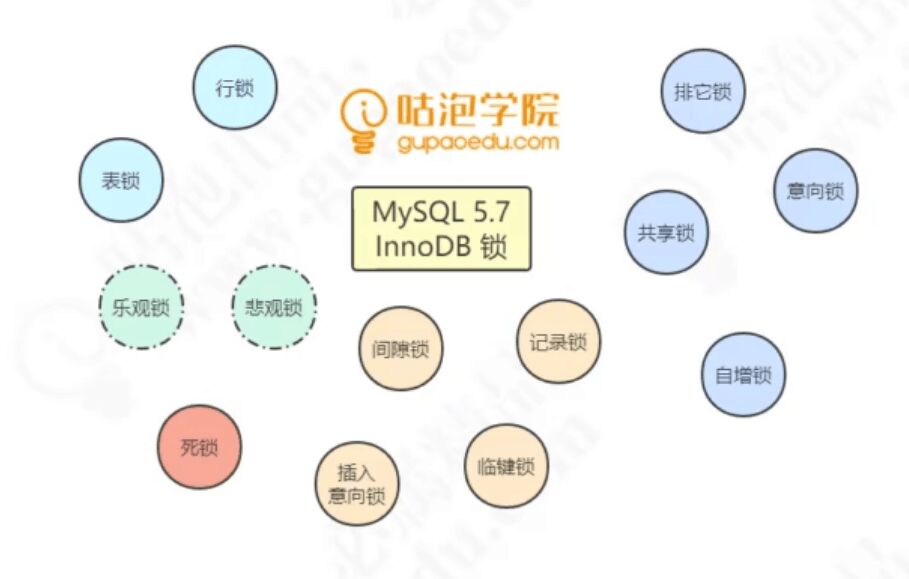 行锁
排它锁
咕泡学院
gupaoedu.com
表锁
意向锁
MySQL 5.7
InnoDB 锁
共享锁
乐观锁
悲观锁
间隙锁
记录锁
自增锁
死锁
插入
意向锁
临键锁